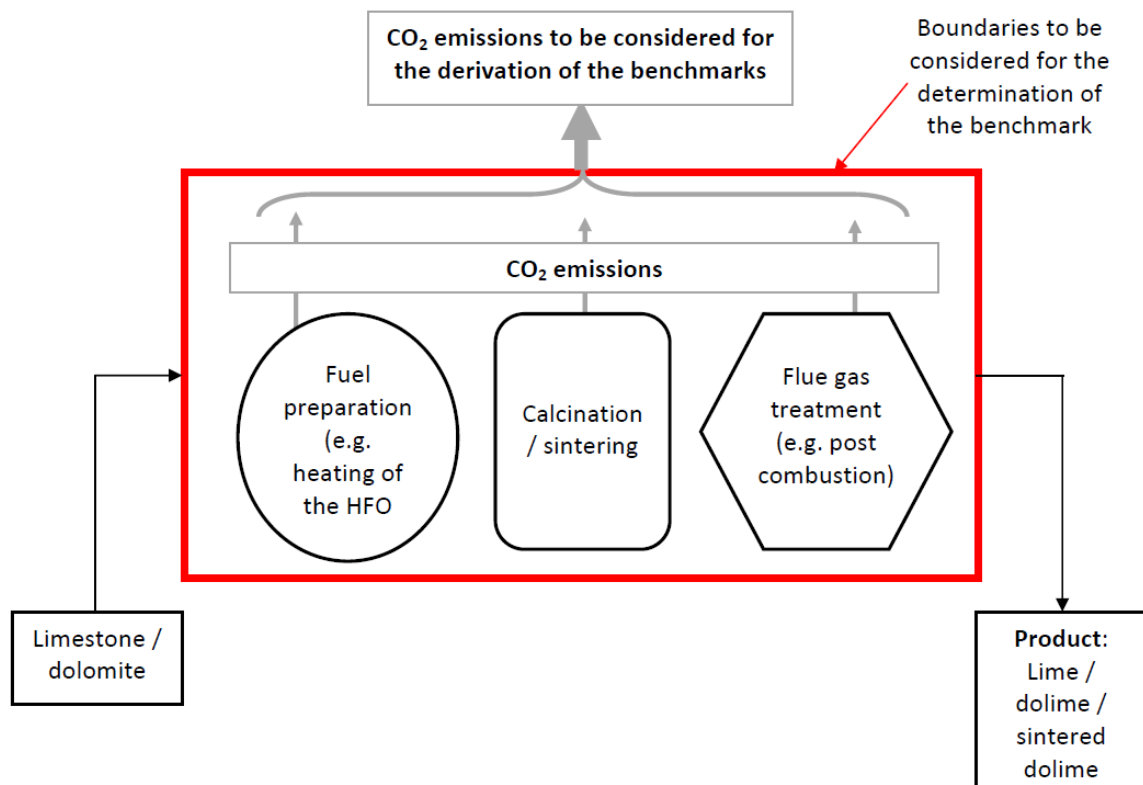 CO₂ emissions to be considered for
the derivation of the benchmarks
Boundaries to be
considered for the
determination of
the benchmark
CO₂ emissions
Fuel
preparation
(e.g.
heating of
the HFO
Calcination
/ sintering
Flue gas
treatment
(e.g. post
combustion)
Limestone /
dolomite
Product:
Lime /
dolime /
sintered
dolime